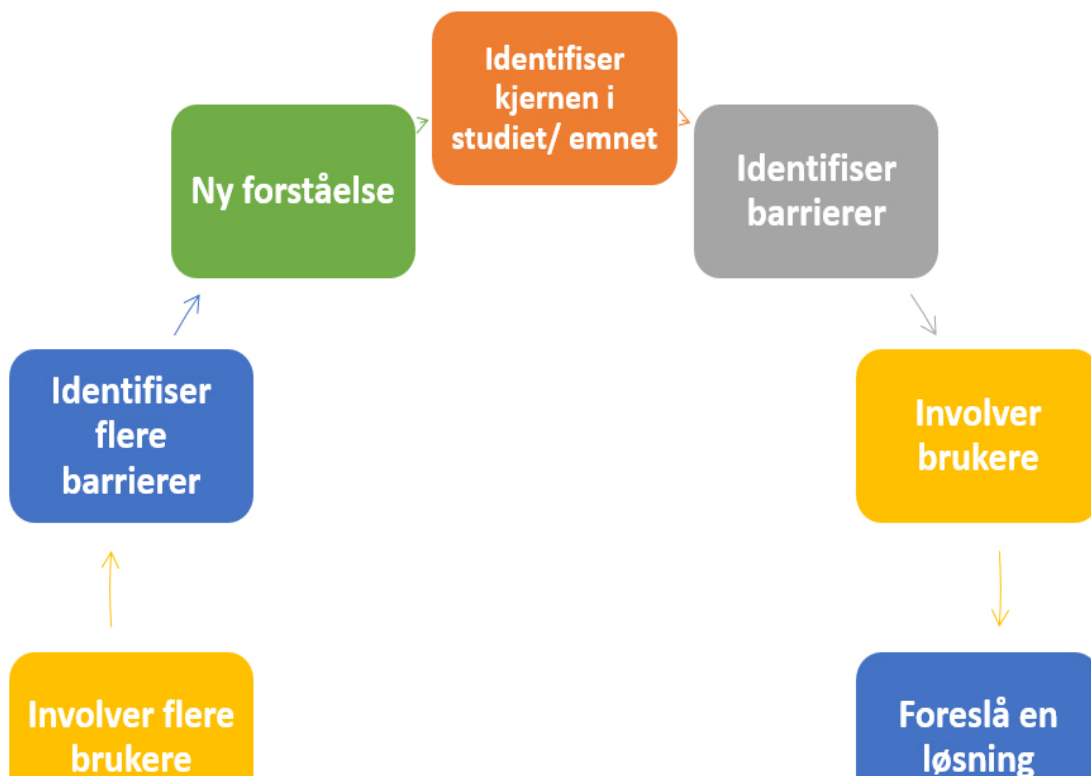 Identifiser
kjernen i
studiet/ emnet
Identifiser
barrierer
Involver
brukere
Foreslå en
løsning
Involver flere
brukere
Identifiser
flere
barrierer
Ny forståelse